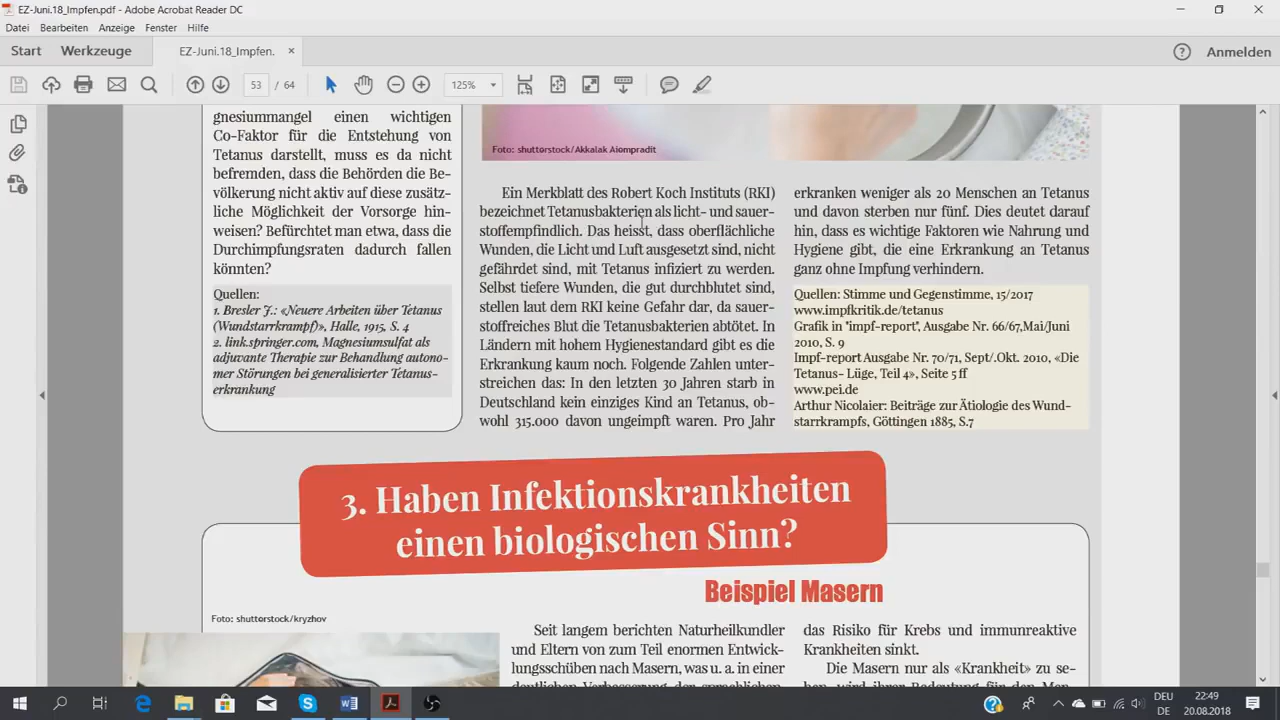 EZ-Juni.18_Impfen.pdf - Adobe Acrobat Reader DC
Datei Bearbeiten Anzeige Fenster Hilfe
Start Werkzeuge EZ-Juni.18_Impfen. × Anmelden
53 / 64 125%
gnesiummangel einen wichtigen
Co-Faktor für die Entstehung von
Tetanus darstellt, muss es da nicht
befremden, dass die Behörden die Be-
völkerung nicht aktiv auf diese zusätz-
liche Möglichkeit der Vorsorge hin-
weisen? Befürchtet man etwa, dass die
Durchimpfungsraten dadurch fallen
könnten?
Quellen:
1. Bresler J.: «Neuere Arbeiten über Tetanus
(Wundstarrkrampf)», Halle, 1915, S. 4
2. link.springer.com, Magnesiumsulfat als
adjuvante Therapie zur Behandlung autono-
mer Störungen bei generalisierter Tetanus-
erkrankung
Foto: shutterstock/Akkalak Aiempradit
Ein Merkblatt des Robert Koch Instituts (RKI)
bezeichnet Tetanusbakterien als licht- und sauer-
stoffempfindlich. Das heisst, dass oberflächliche
Wunden, die Licht und Luft ausgesetzt sind, nicht
gefährdet sind, mit Tetanus infiziert zu werden.
Selbst tiefere Wunden, die gut durchblutet sind,
stellen laut dem RKI keine Gefahr dar, da sauer-
stoffreiches Blut die Tetanusbakterien abtötet. In
Ländern mit hohem Hygienestandard gibt es die
Erkrankung kaum noch. Folgende Zahlen unter-
streichen das: In den letzten 30 Jahren starb in
Deutschland kein einziges Kind an Tetanus, ob-
wohl 315.000 davon ungeimpft waren. Pro Jahr
erkranken weniger als 20 Menschen an Tetanus
und davon sterben nur fünf. Dies deutet darauf
hin, dass es wichtige Faktoren wie Nahrung und
Hygiene gibt, die eine Erkrankung an Tetanus
ganz ohne Impfung verhindern.
Quellen: Stimme und Gegenstimme, 15/2017
www.impfkritik.de/tetanus
Grafik in "impf-report", Ausgabe Nr. 66/67,Mai/Juni
2010, S. 9
Impf-report Ausgabe Nr. 70/71, Sept/.Okt. 2010, «Die
Tetanus- Lüge, Teil 4», Seite 5 ff
www.pei.de
Arthur Nicolaier: Beiträge zur Ätiologie des Wund-
starrkrampfs, Göttingen 1885, S.7
3. Haben Infektionskrankheiten
einen biologischen Sinn?
Beispiel Masern
Foto: shutterstock/kryzhov
Seit langem berichten Naturheilkundler
und Eltern von zum Teil enormen Entwick-
lungsschüben nach Masern, was u. a. in einer
deutlichen Verbesserung der sprachlichen
das Risiko für Krebs und immunreaktive
Krankheiten sinkt.
Die Masern nur als «Krankheit» zu se-
hen, wird ihrer Bedeutung für den Men-
DEU 22:49
DE 20.08.2018